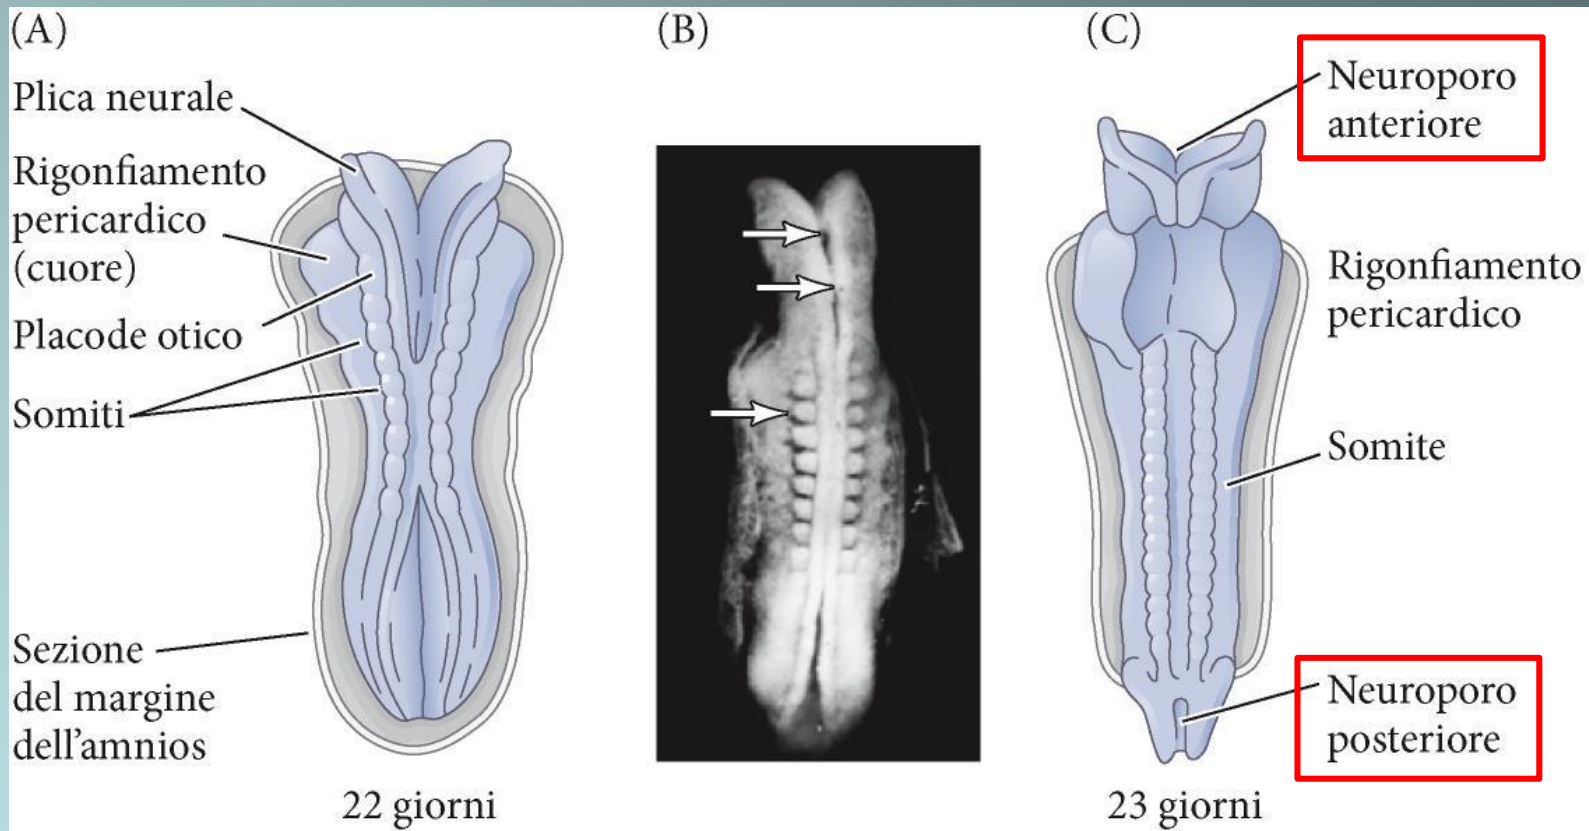 (A)
Plica neurale
Rigonfiamento
pericardico
(cuore)
Placode otico
Somiti
Sezione
del margine
dell'amnios
22 giorni
(B)
(C)
Neuroporo
anteriore
Rigonfiamento
pericardico
Somite
Neuroporo
posteriore
23 giorni